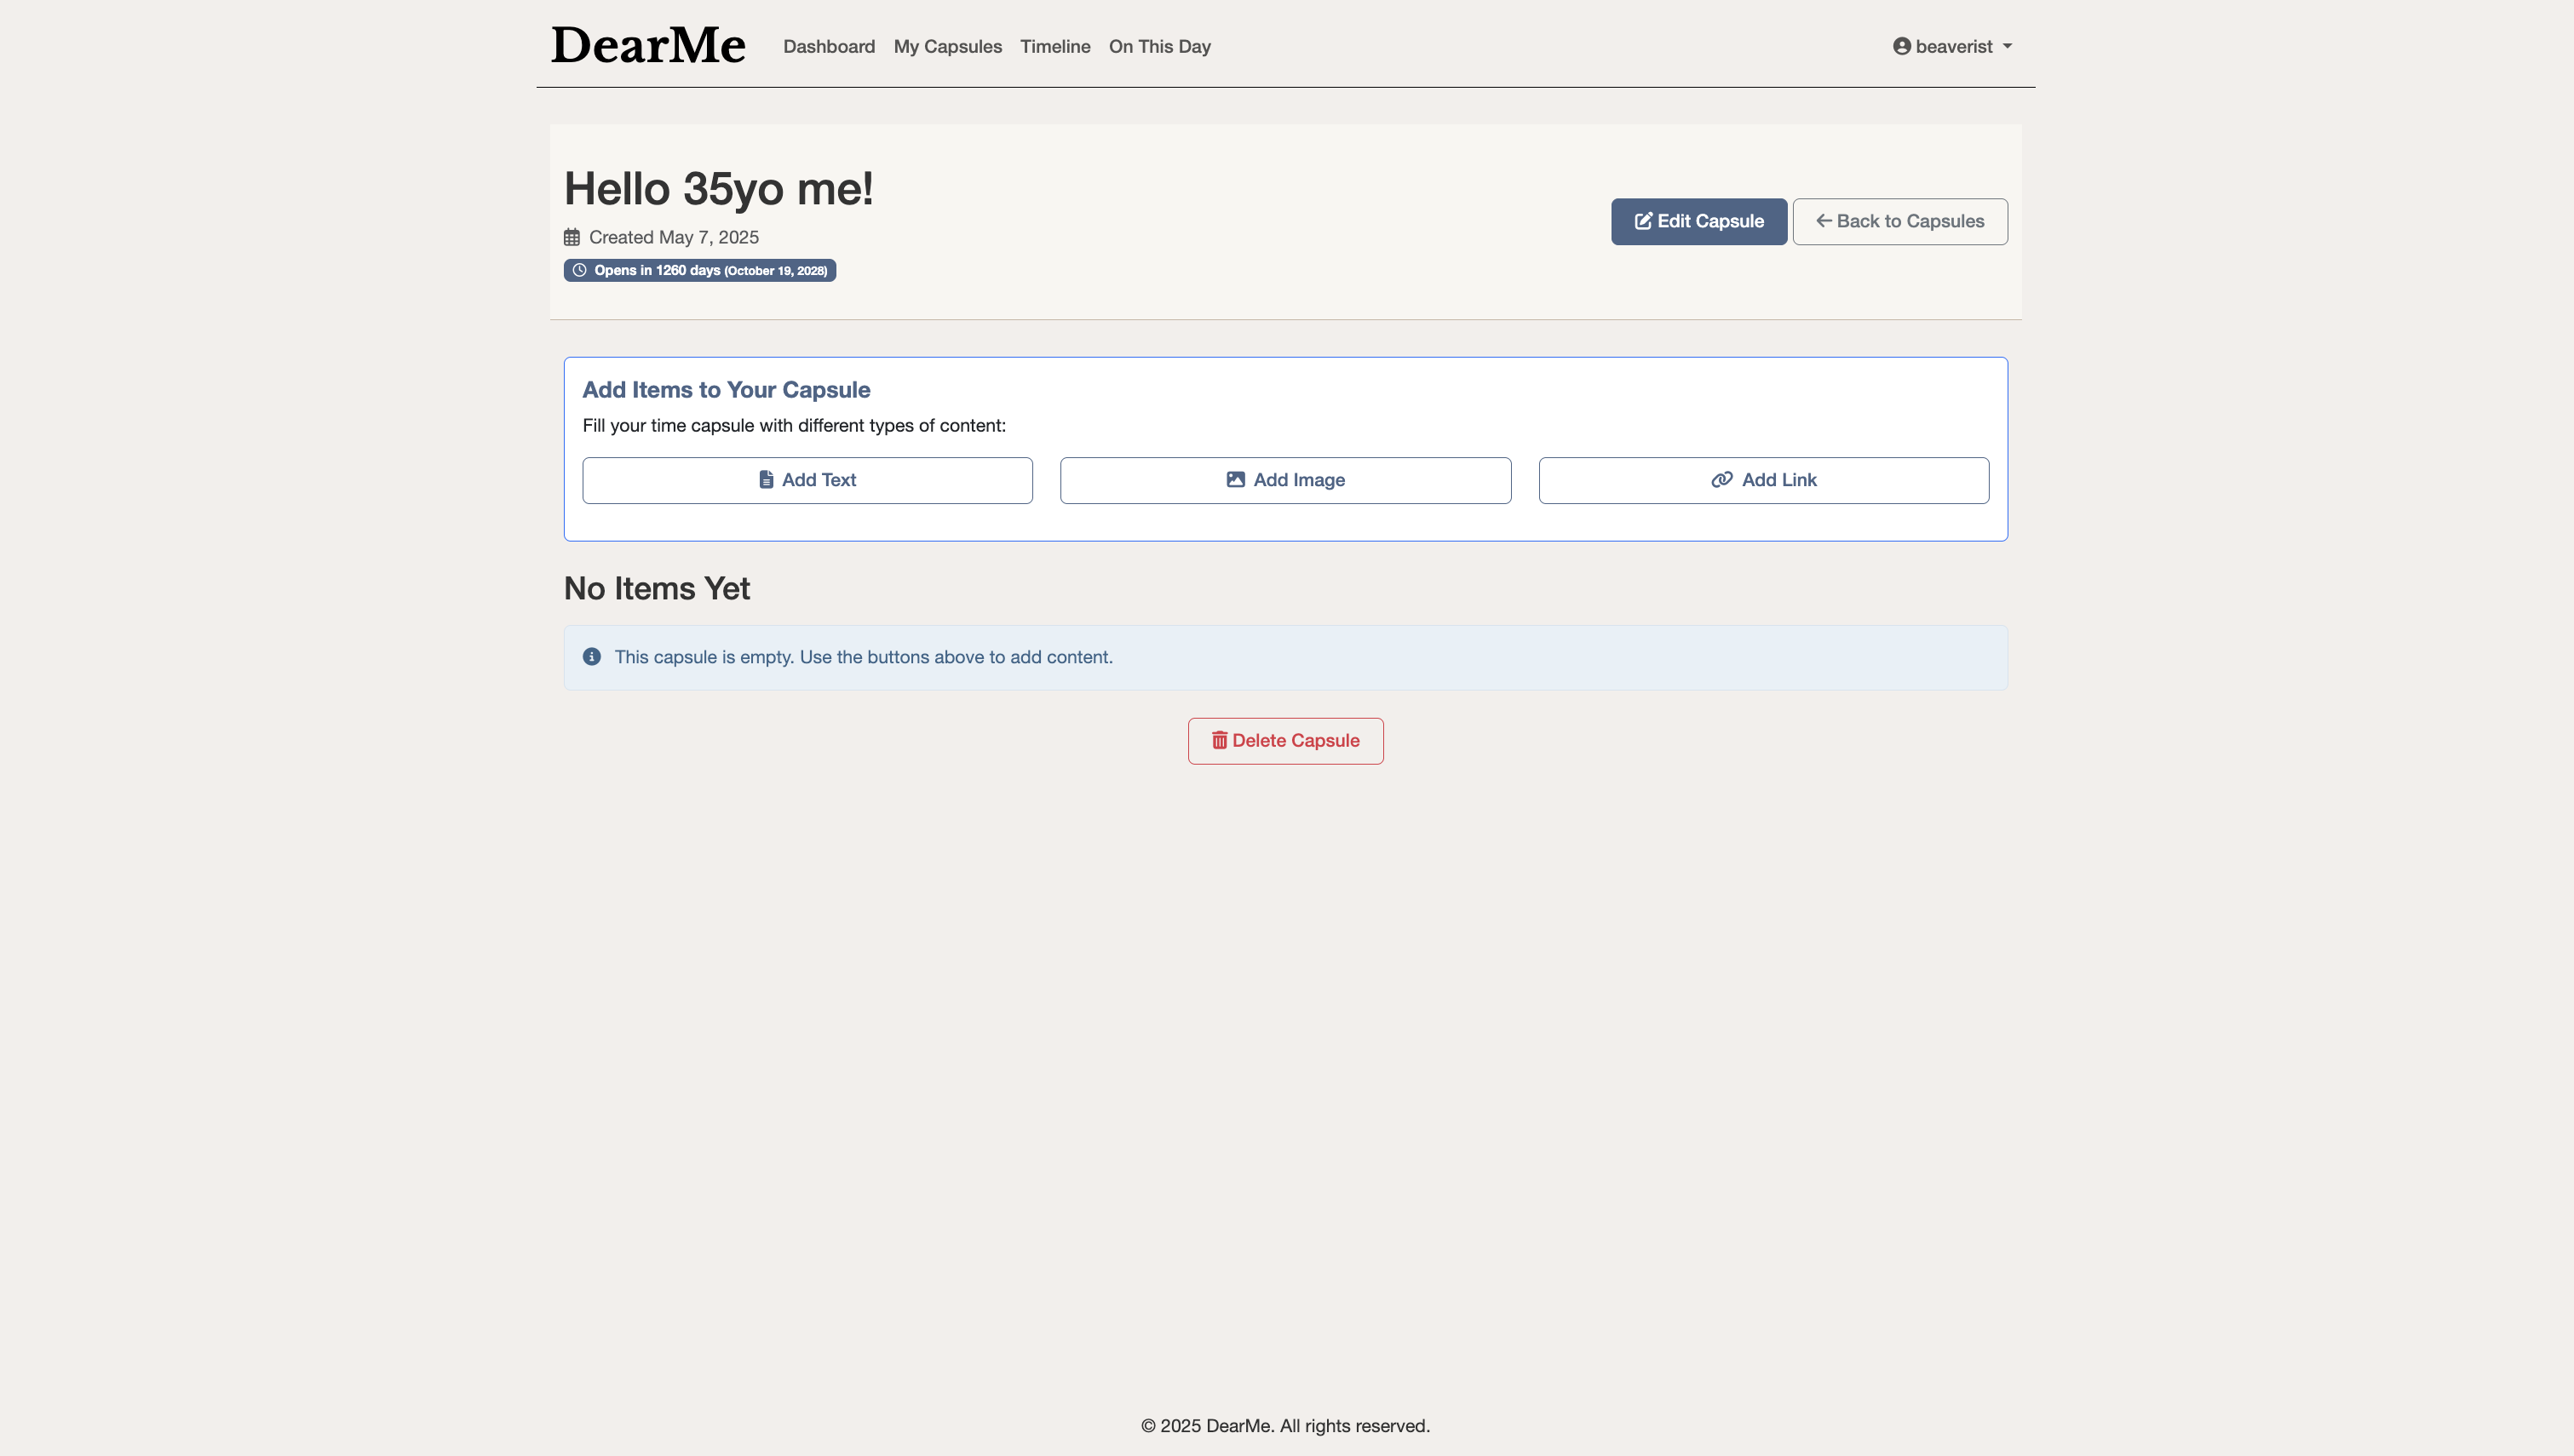 DearMe
Dashboard My Capsules Timeline On This Day
beaverist
Hello 35yo me!
Created May 7, 2025
Opens in 1260 days (October 19, 2028)
Edit Capsule
Back to Capsules
Add Items to Your Capsule
Fill your time capsule with different types of content:
Add Text
Add Image
Add Link
No Items Yet
This capsule is empty. Use the buttons above to add content.
Delete Capsule
© 2025 DearMe. All rights reserved.